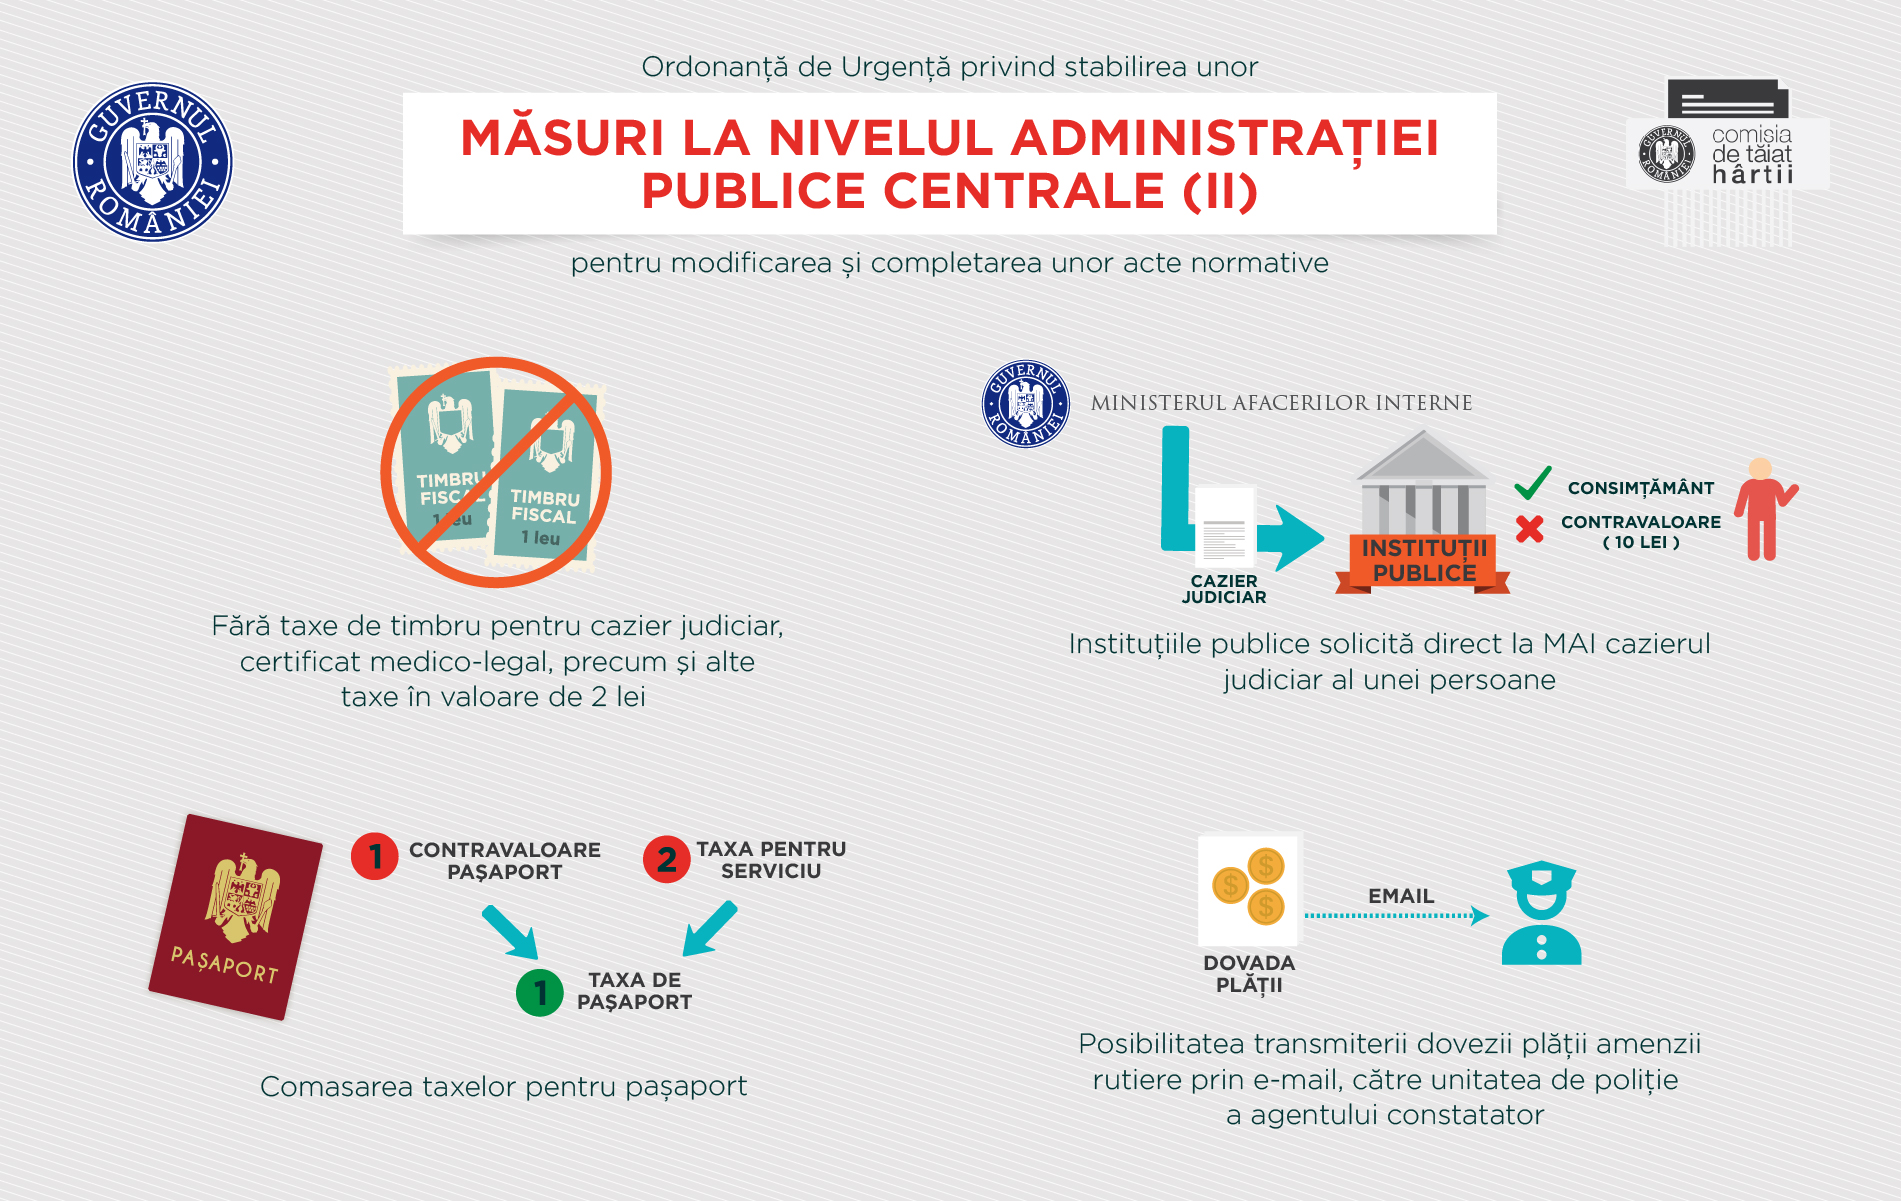 Ordonanță de Urgență privind stabilirea unor
MĂSURI LA NIVELUL ADMINISTRAȚIEI
PUBLICE CENTRALE (II)
pentru modificarea și completarea unor acte normative
GUVERNUL ROMÂNIEI
GUVERNUL ROMÂNIEI
comisia
de tăiat
hârtii
TIMBRU
FISCAL
1 leu
TIMBRU
FISCAL
1 leu
Fără taxe de timbru pentru cazier judiciar,
certificat medico-legal, precum și alte
taxe în valoare de 2 lei
GUVERNUL ROMÂNIEI
MINISTERUL AFACERILOR INTERNE
CAZIER
JUDICIAR
INSTITUȚII
PUBLICE
CONSIMȚĂMÂNT
CONTRAVALOARE
( 10 LEI )
Instituțiile publice solicită direct la MAI cazierul
judiciar al unei persoane
PAȘAPORT
1 CONTRAVALOARE
PAȘAPORT
2 TAXA PENTRU
SERVICIU
1 TAXA DE
PAȘAPORT
Comasarea taxelor pentru pașaport
$
$
$
DOVADA
PLĂȚII
EMAIL
Posibilitatea transmiterii dovezii plății amenzii
rutiere prin e-mail, către unitatea de poliție
a agentului constatator